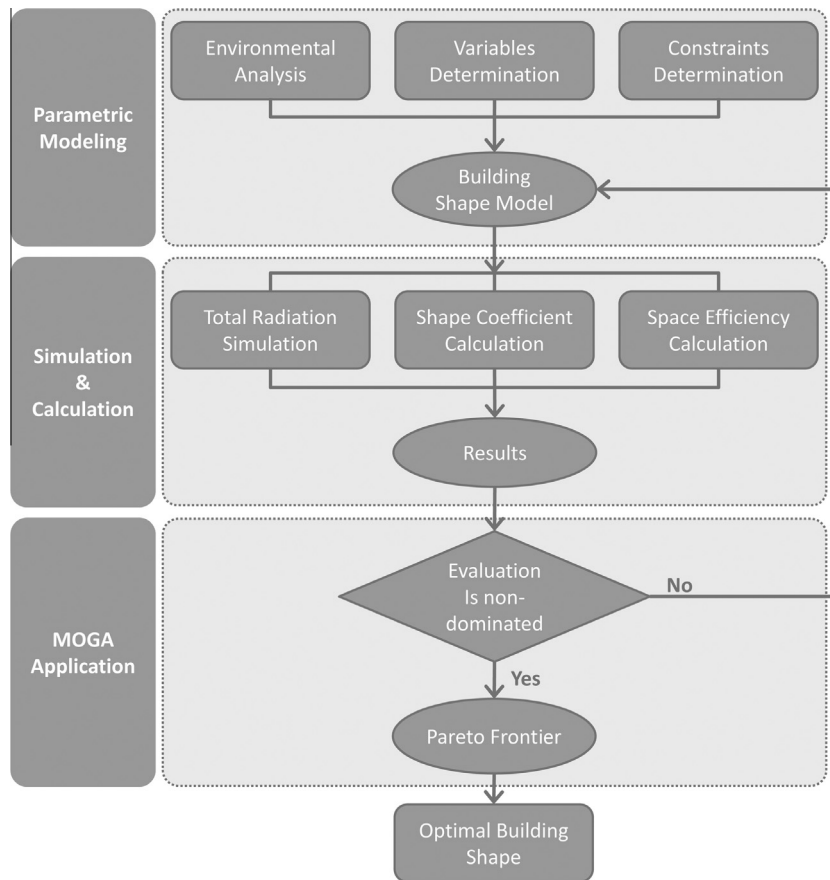 Parametric
Modeling
Environmental
Analysis
Variables
Determination
Constraints
Determination
Building
Shape Model
Simulation
&
Calculation
Total Radiation
Simulation
Shape Coefficient
Calculation
Space Efficiency
Calculation
Results
MOGA
Application
Evaluation
Is non-
dominated
No
Yes
Pareto Frontier
Optimal Building
Shape